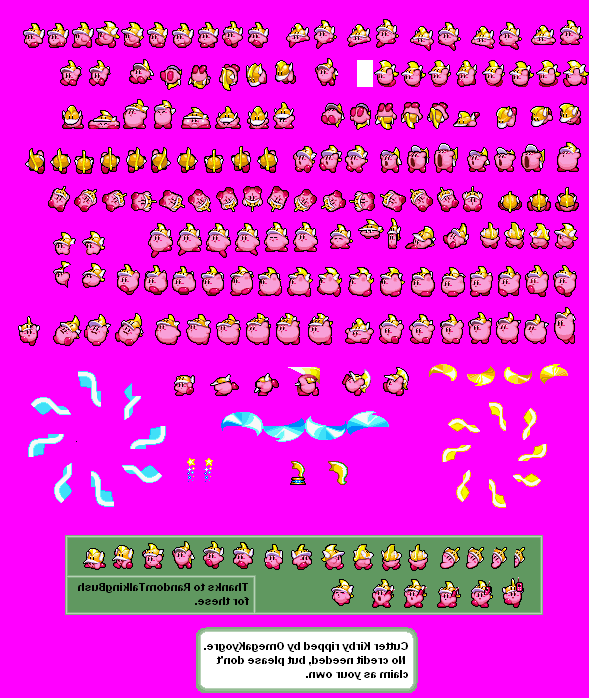 Thanks to RandomTalkingBush
for these.
Cutter Kirby ripped by OmegaKyogre.
No credit needed, but please don't
claim as your own.